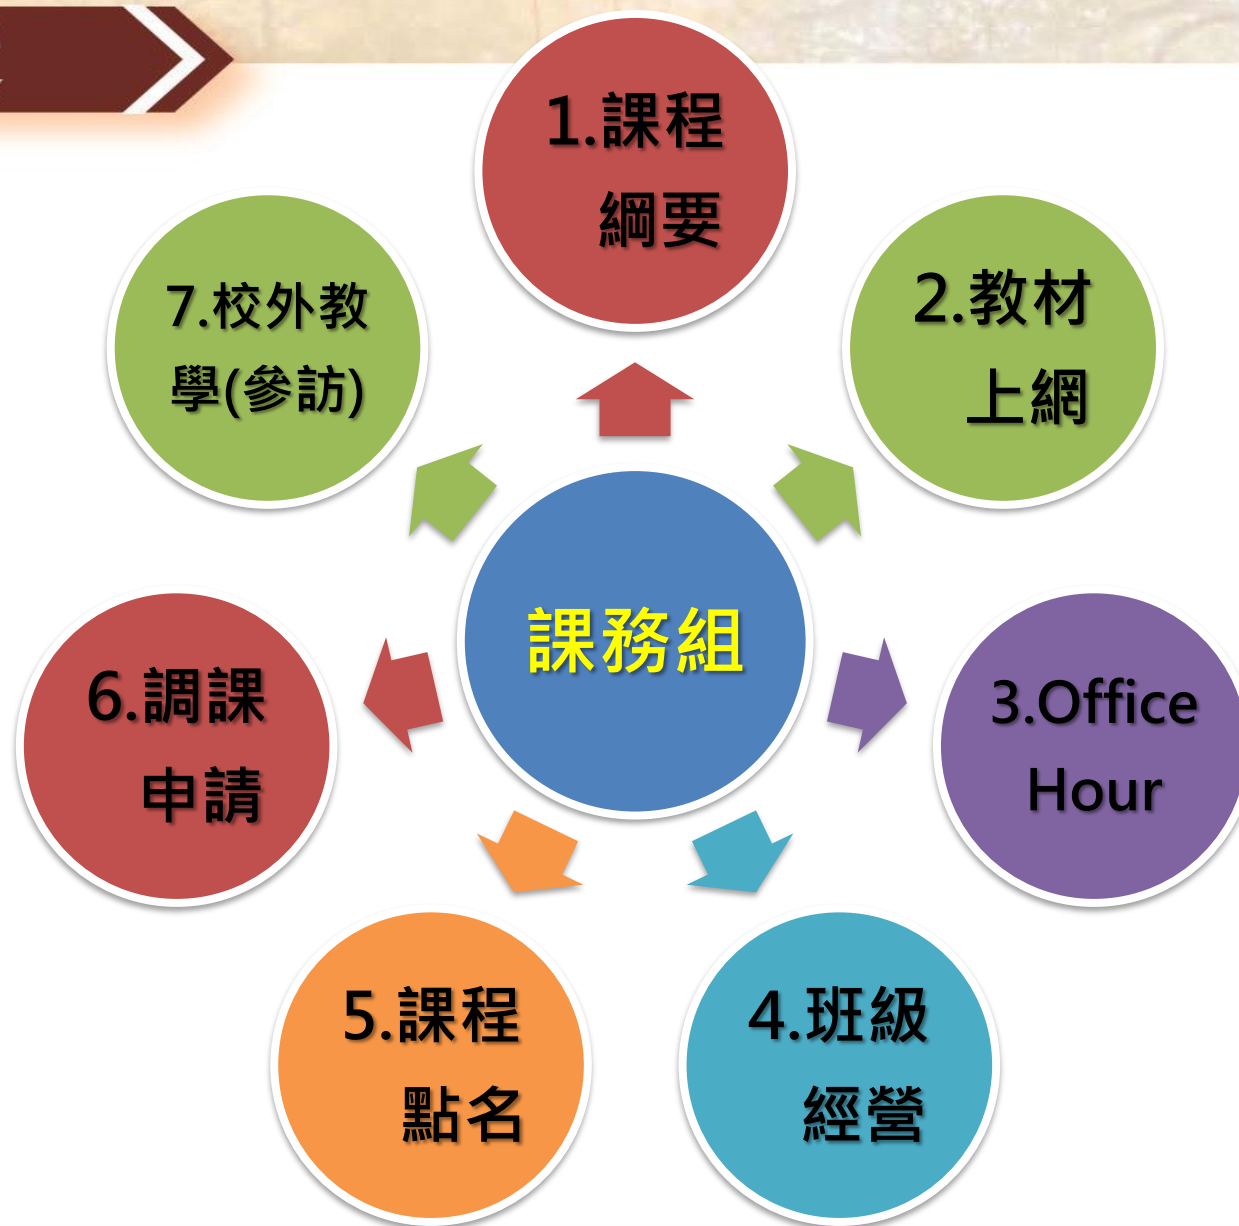 1.課程
綱要
2.教材
上網
3.Office
Hour
4.班級
經營
5.課程
點名
6.調課
申請
7.校外教
學(參訪)
課務組